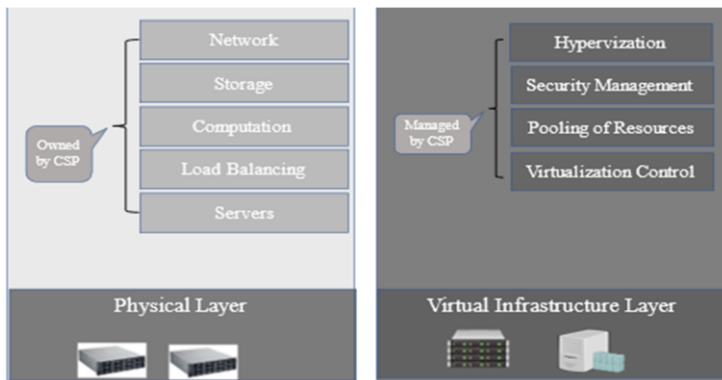 Network
Storage
Computation
Load Balancing
Servers
Owned
by CSP
Physical Layer
Hypervization
Security Management
Pooling of Resources
Virtualization Control
Managed
by CSP
Virtual Infrastructure Layer